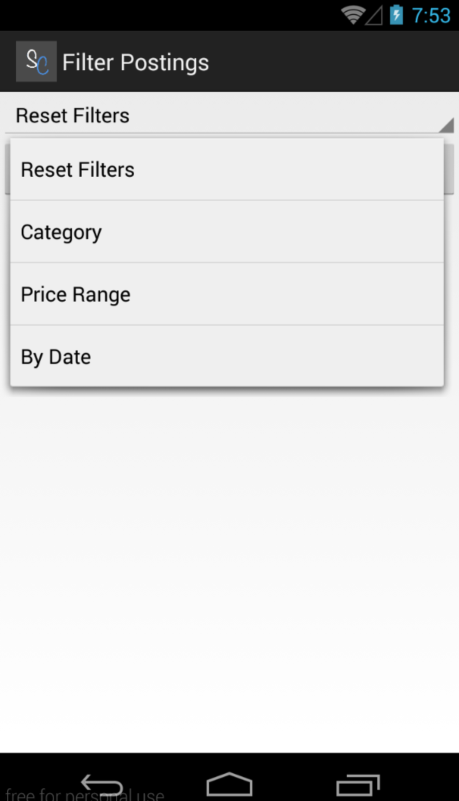 7:53
SC Filter Postings
Reset Filters
Reset Filters
Category
Price Range
By Date
free for personal use